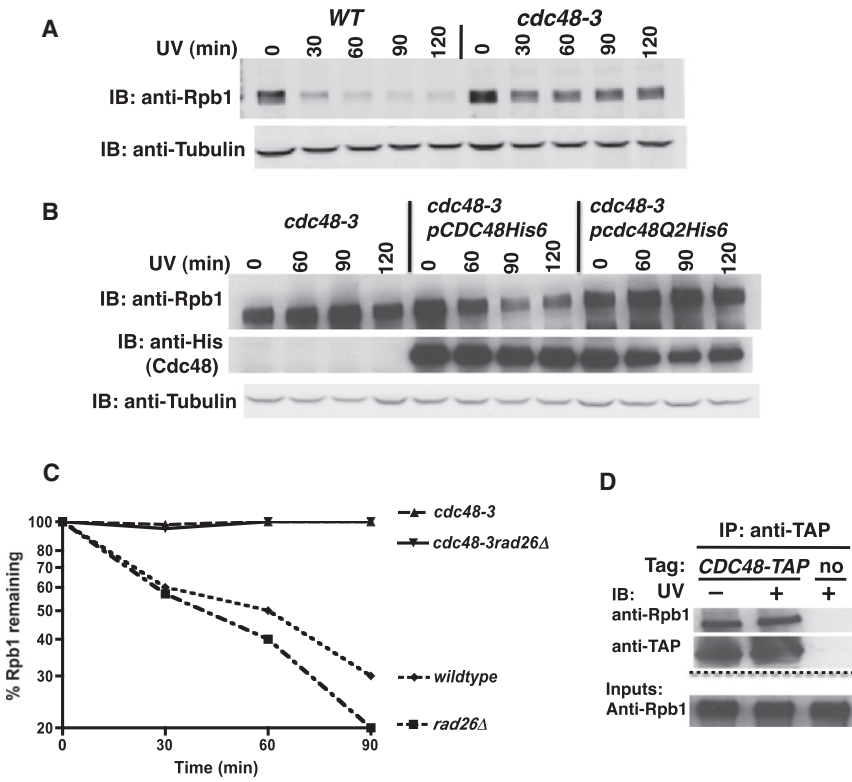 A
WT
cdc48-3
UV (min)
0 30 60 90 120 0 30 60 90 120
IB: anti-Rpb1
IB: anti-Tubulin
B
cdc48-3
cdc48-3
pCDC48His6
cdc48-3
pcdc48Q2His6
UV (min)
0 60 90 120 0 60 90 120 0 60 90 120
IB: anti-Rpb1
IB: anti-His
(Cdc48)
IB: anti-Tubulin
C
% Rpb1 remaining
100
80
70
60
50
40
30
20
0 30 60 90
Time (min)
cdc48-3
cdc48-3rad26Δ
wildtype
rad26Δ
D
IP: anti-TAP
Tag: CDC48-TAP no
IB: UV − + +
anti-Rpb1
anti-TAP
Inputs:
Anti-Rpb1